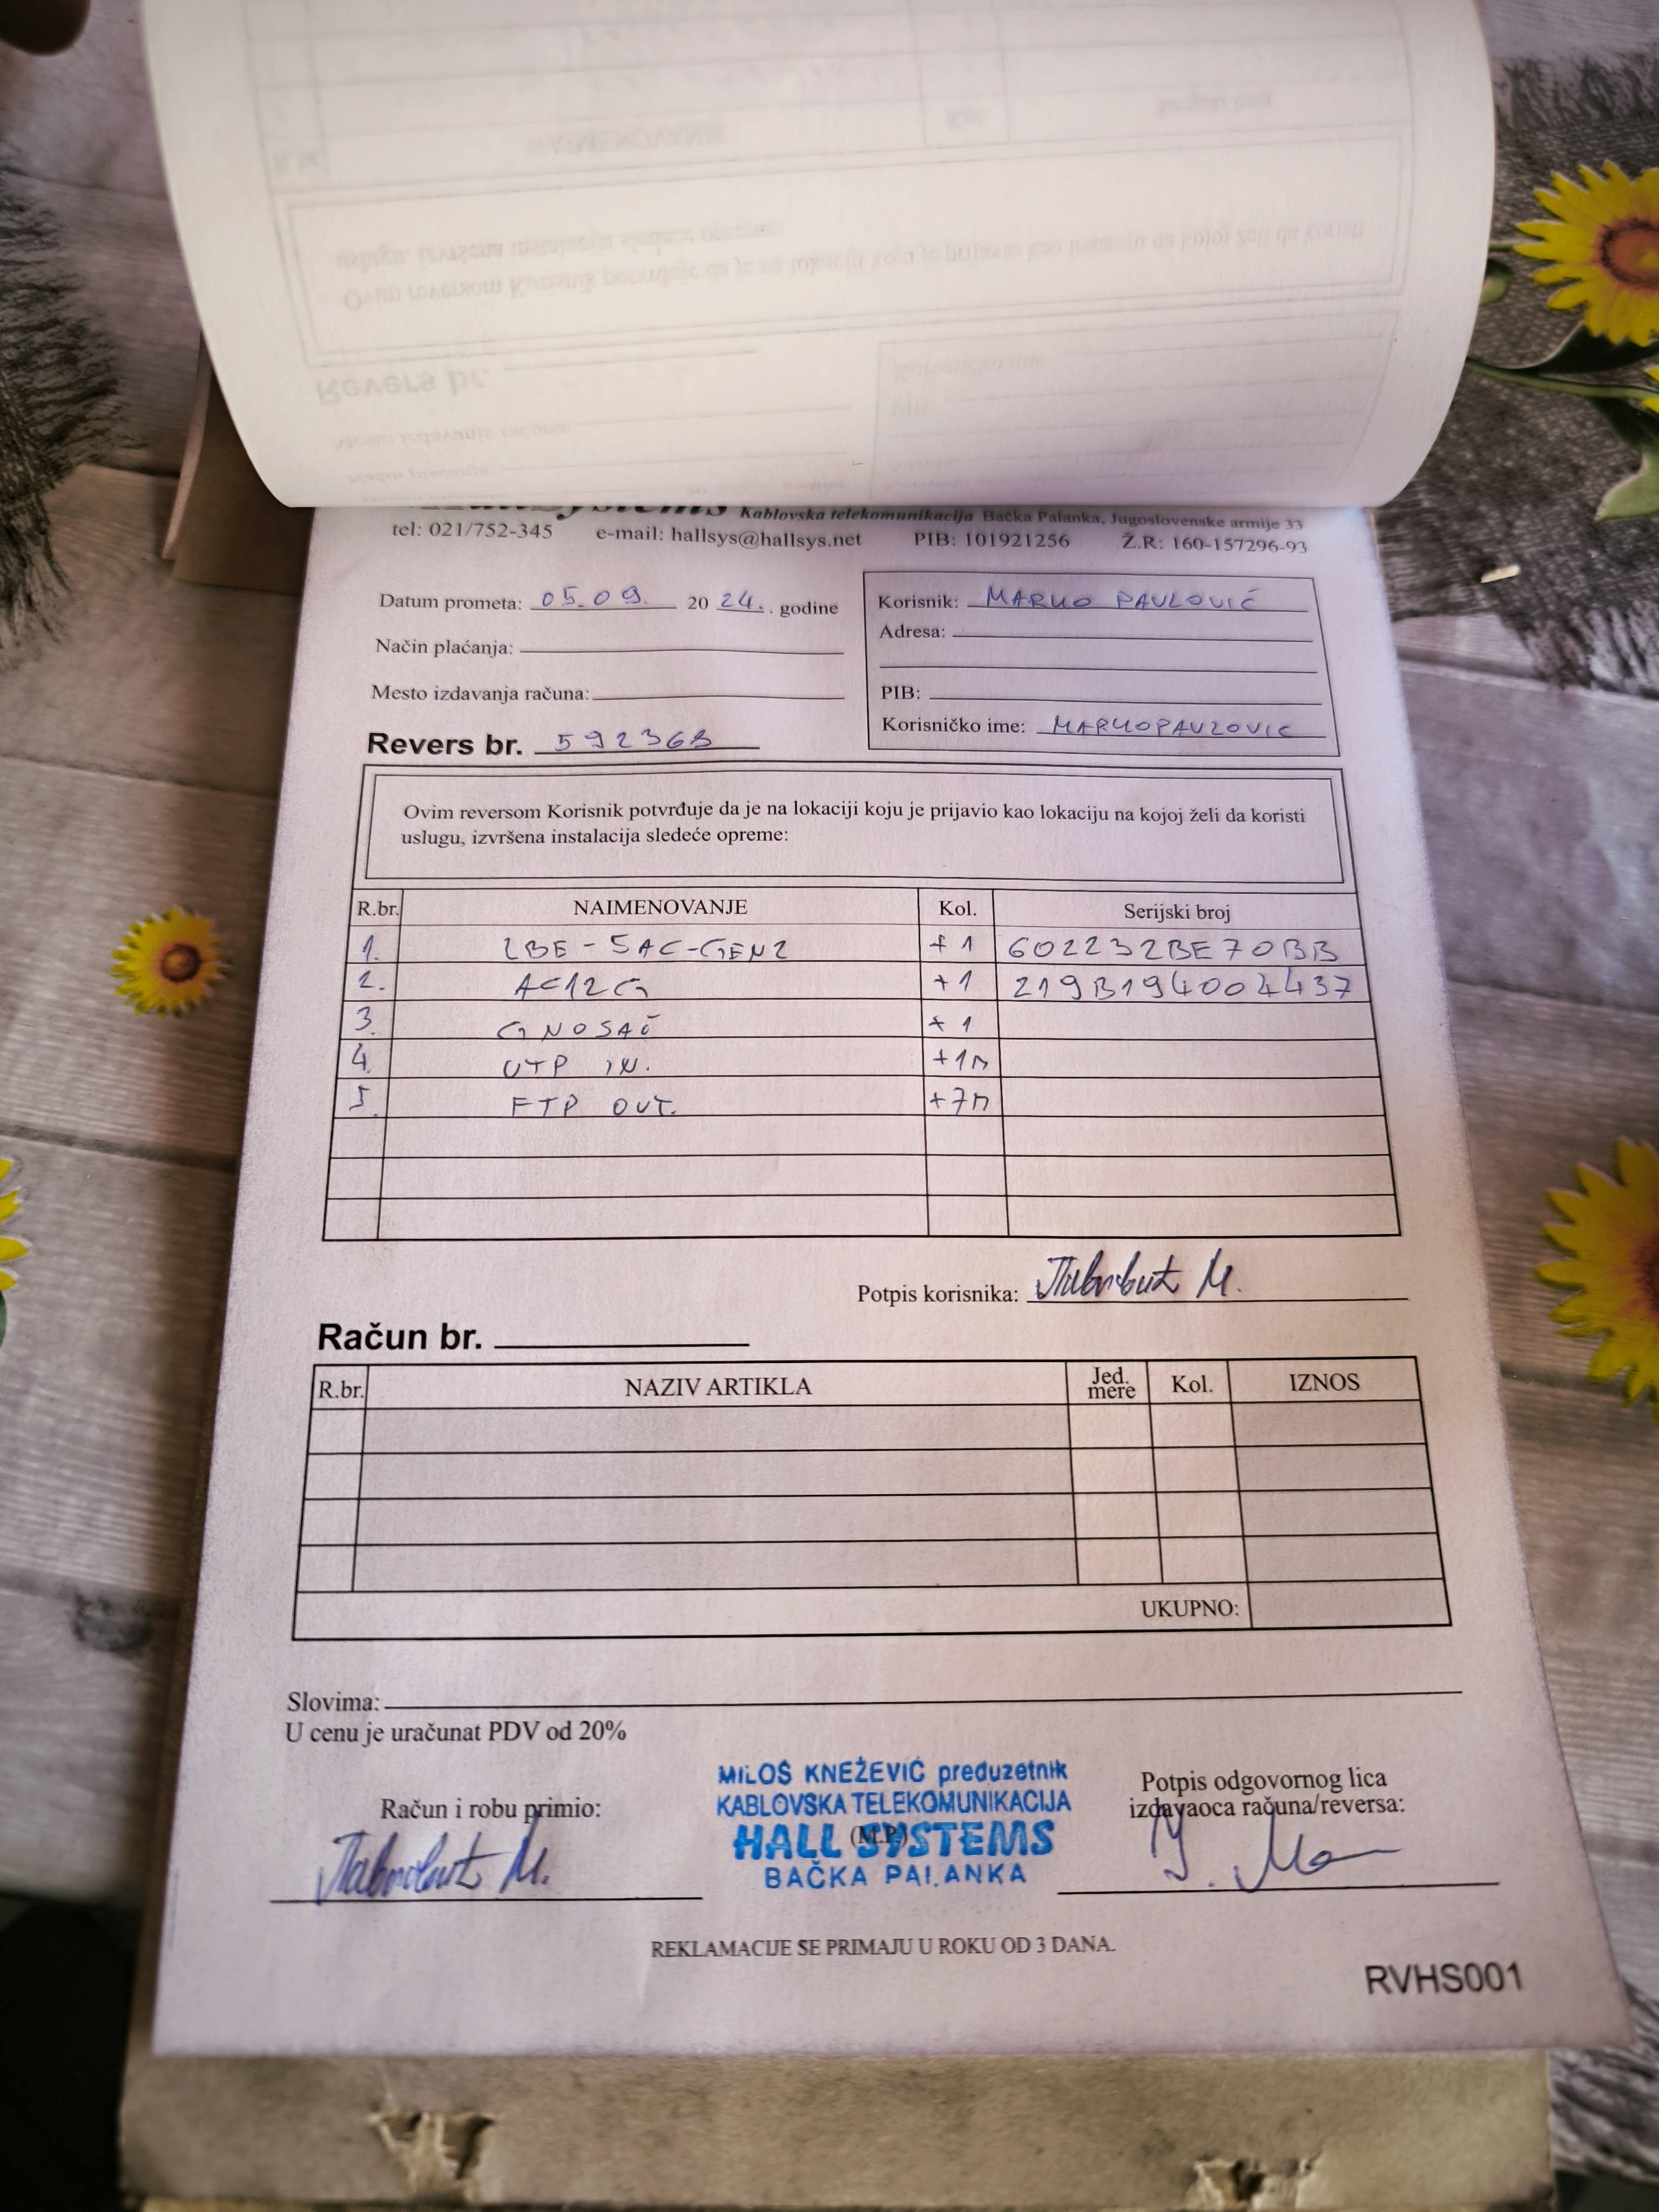 HallSystems Kablovska telekomunikacija Bačka Palanka, Jugoslovenske armije 33
tel: 021/752-345 e-mail: hallsys@hallsys.net PIB: 101921256 Ž.R: 160-157296-93
Datum prometa: 05.09. 20 24. . godine
Način plaćanja:
Mesto izdavanja računa:
Revers br. 592368
Korisnik: MARKO PAVLOVIĆ
Adresa:
PIB:
Korisničko ime: MARKOPAVLOVIC
Ovim reversom Korisnik potvrđuje da je na lokaciji koju je prijavio kao lokaciju na kojoj želi da koristi
uslugu, izvršena instalacija sledeće opreme:
R.br. NAIMENOVANJE Kol. Serijski broj
1. LBE-5AC-GEN2 +1 602232BE70BB
2. AC12G +1 219B194004437
3. G NOSAČ +1
4. UTP IN. +1m
5. FTP OUT. +7m
Potpis korisnika: Павловић М.
Račun br.
R.br. NAZIV ARTIKLA Jed. mere Kol. IZNOS
UKUPNO:
Slovima:
U cenu je uračunat PDV od 20%
Račun i robu primio:
Павловић М.
MILOŠ KNEŽEVIĆ preduzetnik
KABLOVSKA TELEKOMUNIKACIJA
(M.P.)
HALL SYSTEMS
BAČKA PALANKA
Potpis odgovornog lica
izdavaoca računa/reversa:
REKLAMACIJE SE PRIMAJU U ROKU OD 3 DANA.
RVHS001